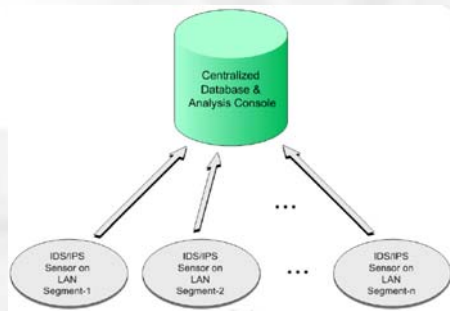 Centralized
Database &
Analysis Console
...
IDS/IPS
Sensor on
LAN
Segment-1
IDS/IPS
Sensor on
LAN
Segment-2
...
IDS/IPS
Sensor on
LAN
Segment-n